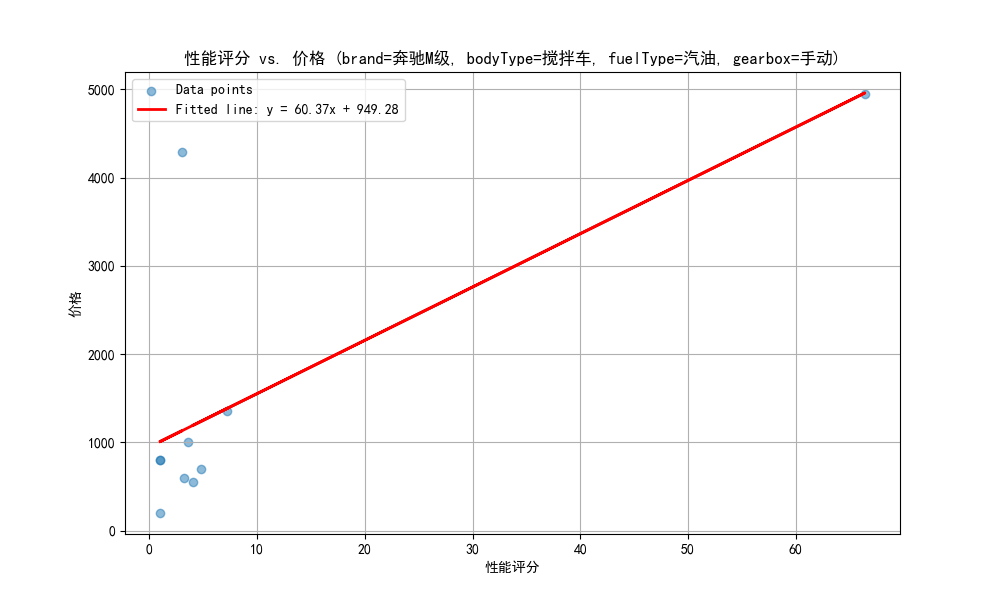 性能评分 vs. 价格 (brand=奔驰M级, bodyType=搅拌车, fuelType=汽油, gearbox=手动)
Data points
Fitted line: y = 60.37x + 949.28
5000
4000
3000
2000
1000
0
价格
0 10 20 30 40 50 60
性能评分